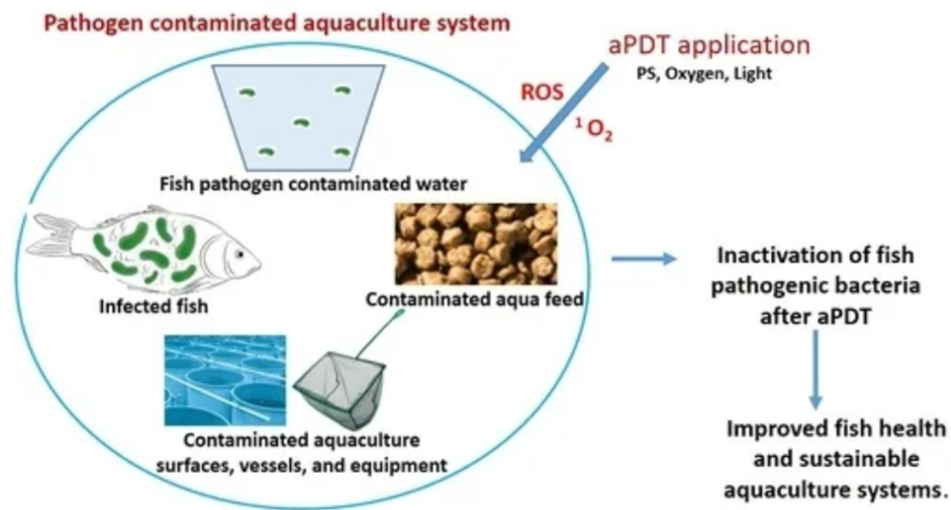 Pathogen contaminated aquaculture system
aPDT application
PS, Oxygen, Light
ROS
¹O₂
Fish pathogen contaminated water
Infected fish
Contaminated aqua feed
Contaminated aquaculture
surfaces, vessels, and equipment
Inactivation of fish
pathogenic bacteria
after aPDT
Improved fish health
and sustainable
aquaculture systems.